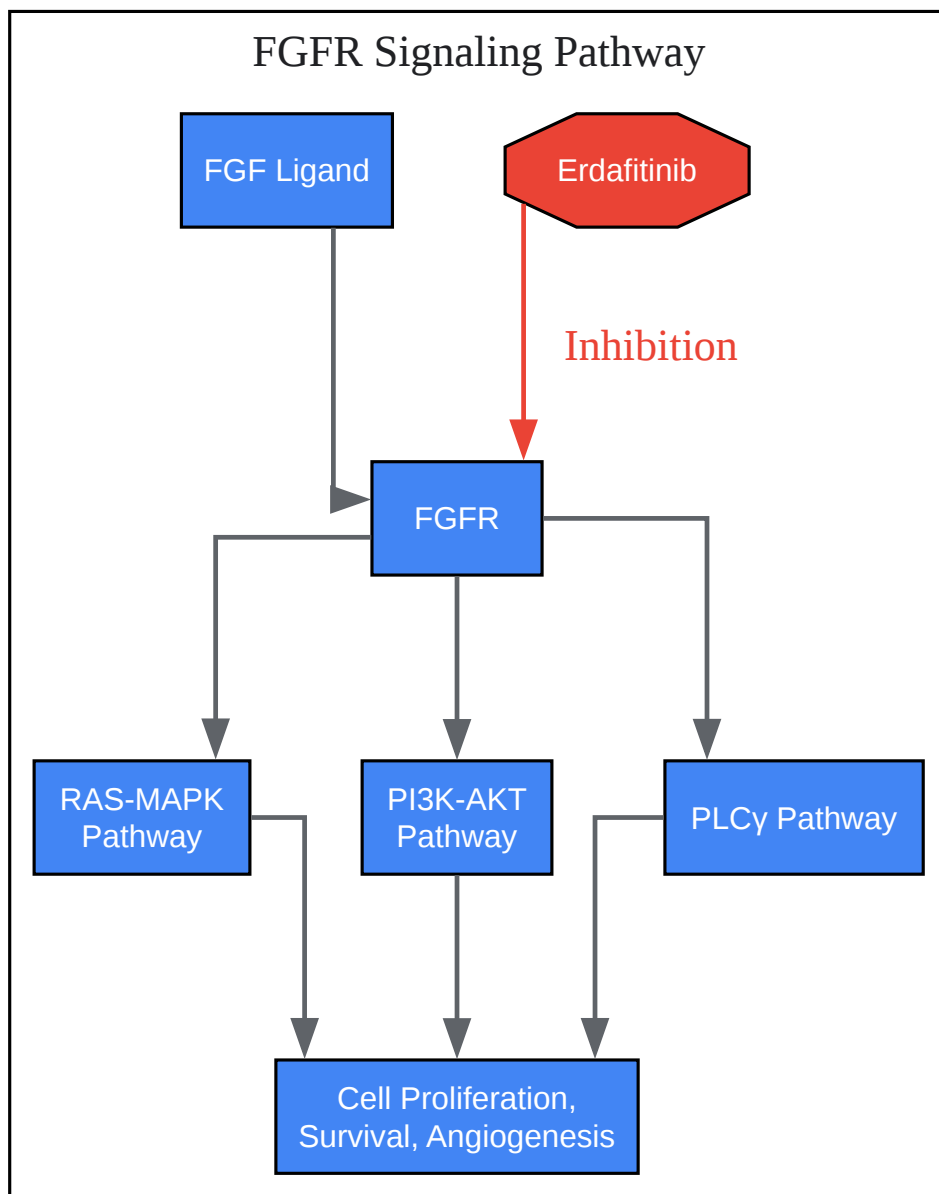 FGFR Signaling Pathway
FGF Ligand
Erdafitinib
Inhibition
FGFR
RAS-MAPK
Pathway
PI3K-AKT
Pathway
PLCγ Pathway
Cell Proliferation,
Survival, Angiogenesis